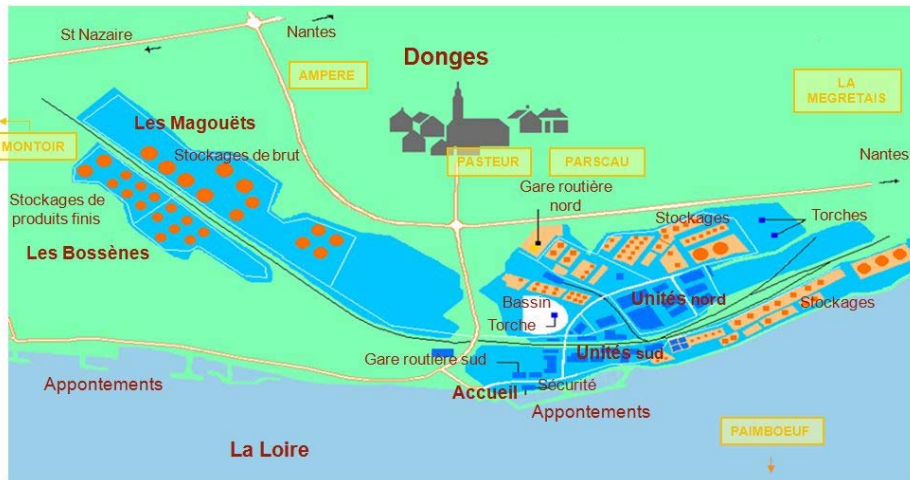 St Nazaire
Nantes
Donges
AMPERE
LA
MEGRETAIS
Les Magouëts
MONTOIR
Stockages de brut
PASTEUR
PARSCAU
Nantes
Gare routière
nord
Stockages de
produits finis
Stockages
Torches
Les Bossènes
Bassin
Unités nord
Stockages
Torche
Unités sud
Gare routière sud
Appontements
Accueil
Sécurité
Appontements
PAIMBOEUF
La Loire